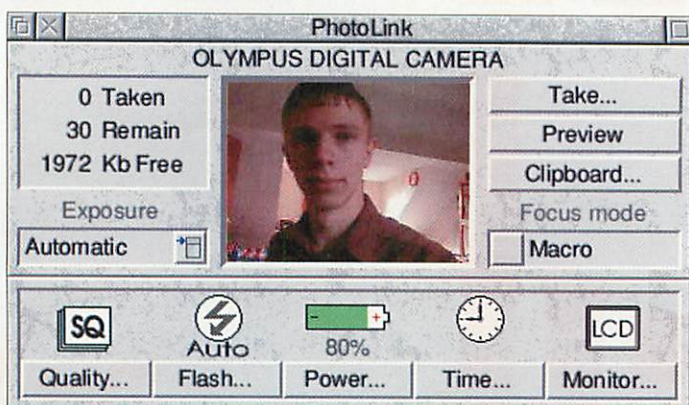 PhotoLink
OLYMPUS DIGITAL CAMERA
0 Taken
30 Remain
1972 Kb Free
Exposure
Automatic
Take...
Preview
Clipboard...
Focus mode
Macro
SQ
Auto
80%
LCD
Quality...
Flash...
Power...
Time...
Monitor...